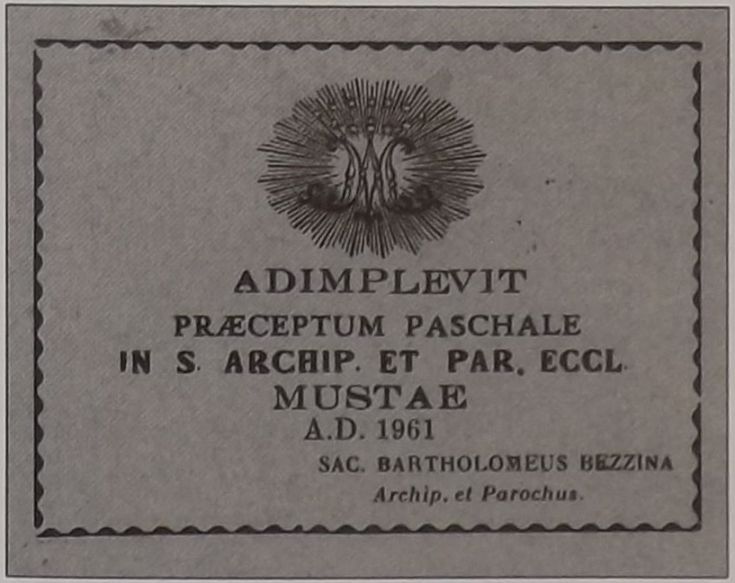 ADIMPLEVIT
PRÆCEPTUM PASCHALE
IN S. ARCHIP. ET PAR. ECCL.
MUSTAE
A.D. 1961
SAC. BARTHOLOMEUS BEZZINA
Archip. et Parochus.